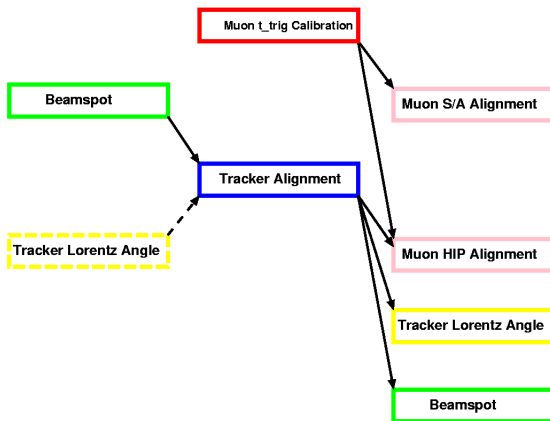 Muon t_trig Calibration
Beamspot
Muon S/A Alignment
Tracker Alignment
Tracker Lorentz Angle
Muon HIP Alignment
Tracker Lorentz Angle
Beamspot